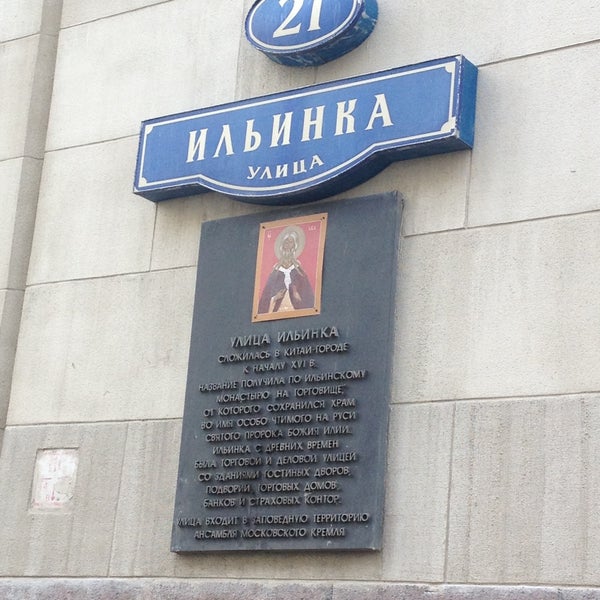 21
ИЛЬИНКА
УЛИЦА
УЛИЦА ИЛЬИНКА
СЛОЖИЛАСЬ В КИТАЙ-ГОРОДЕ
К НАЧАЛУ XVI В.
НАЗВАНИЕ ПОЛУЧИЛА ПО ИЛЬИНСКОМУ
МОНАСТЫРЮ НА ТОРГОВИЩЕ,
ОТ КОТОРОГО СОХРАНИЛСЯ ХРАМ
ВО ИМЯ ОСОБО ЧТИМОГО НА РУСИ
СВЯТОГО ПРОРОКА БОЖИЯ ИЛИИ.
ИЛЬИНКА С ДРЕВНИХ ВРЕМЕН
БЫЛА ТОРГОВОЙ И ДЕЛОВОЙ УЛИЦЕЙ
СО ЗДАНИЯМИ ГОСТИНЫХ ДВОРОВ,
ПОДВОРИЙ, ТОРГОВЫХ ДОМОВ,
БАНКОВ И СТРАХОВЫХ КОНТОР.
УЛИЦА ВХОДИТ В ЗАПОВЕДНУЮ ТЕРРИТОРИЮ
АНСАМБЛЯ МОСКОВСКОГО КРЕМЛЯ